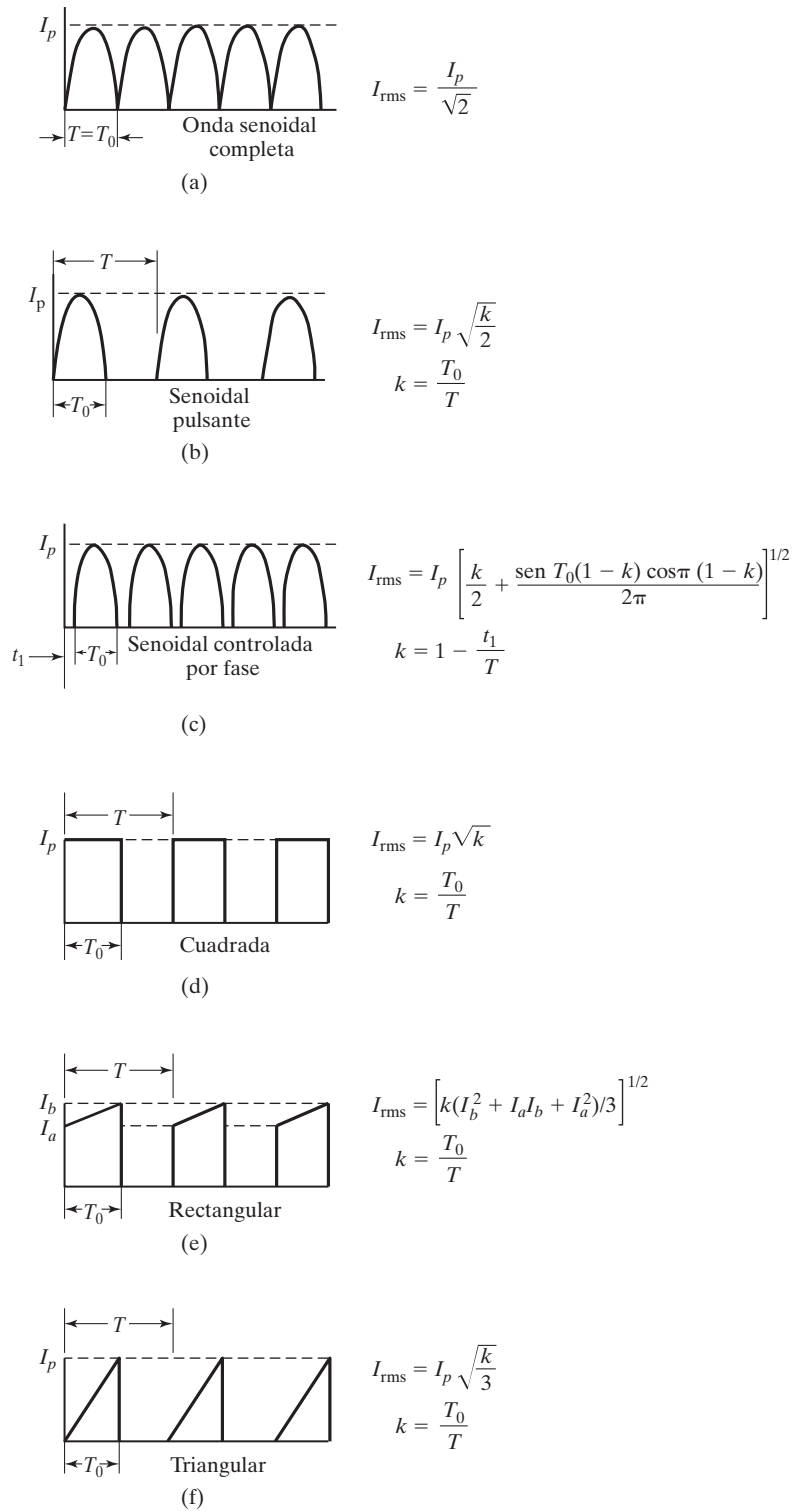 I_p
I_rms = I_p / √2
T = T_0
Onda senoidal
completa
(a)
T
I_p
I_rms = I_p √(k/2)
k = T_0 / T
T_0
Senoidal
pulsante
(b)
I_p
I_rms = I_p [k/2 + sen T_0(1 − k) cosπ (1 − k) / 2π]^1/2
k = 1 − t_1 / T
t_1
T_0
Senoidal controlada
por fase
(c)
T
I_p
I_rms = I_p √k
k = T_0 / T
T_0
Cuadrada
(d)
T
I_b
I_a
I_rms = [k(I_b^2 + I_a I_b + I_a^2)/3]^1/2
k = T_0 / T
T_0
Rectangular
(e)
T
I_p
I_rms = I_p √(k/3)
k = T_0 / T
T_0
Triangular
(f)